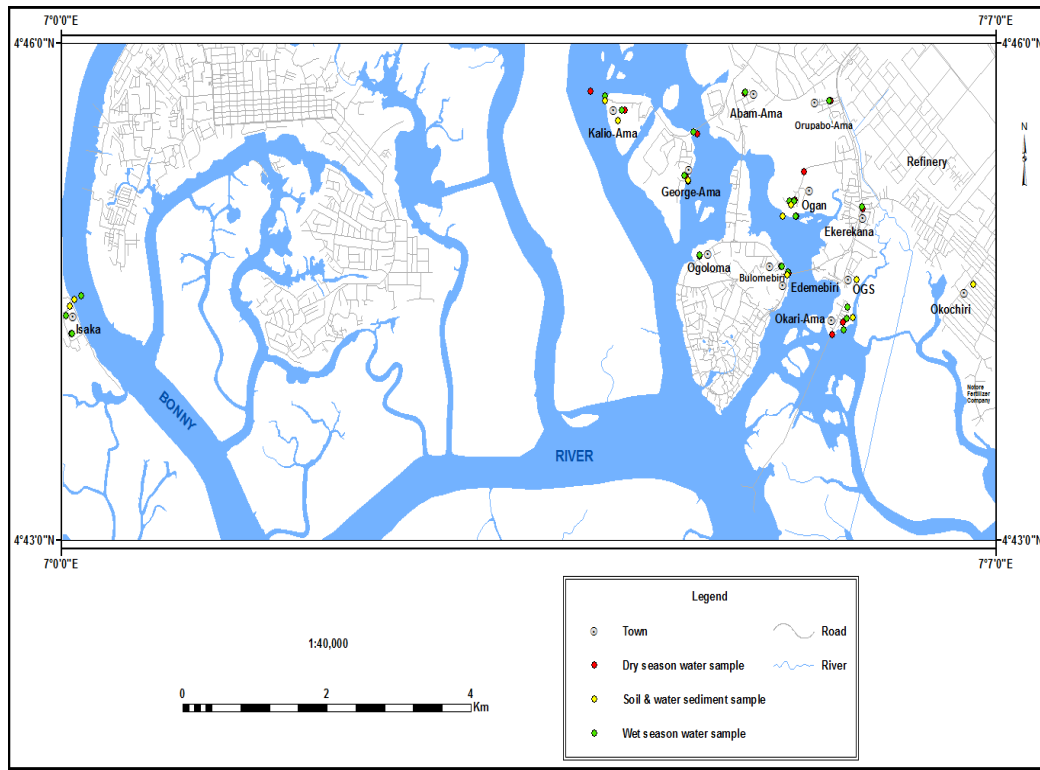 7°0'0"E
7°7'0"E
4°46'0"N
4°46'0"N
Abam-Ama
Orupabo-Ama
N
Kalio-Ama
Refinery
George-Ama
Ogan
Ekerekana
Ogoloma
Bulomebiri
Edemebiri
OGS
Okochiri
Okari-Ama
Isaka
Notore
Fertilizer
Company
BONNY
RIVER
4°43'0"N
4°43'0"N
7°0'0"E
7°7'0"E
Legend
Town
Road
1:40,000
Dry season water sample
River
0 2 4
Km
Soil & water sediment sample
Wet season water sample